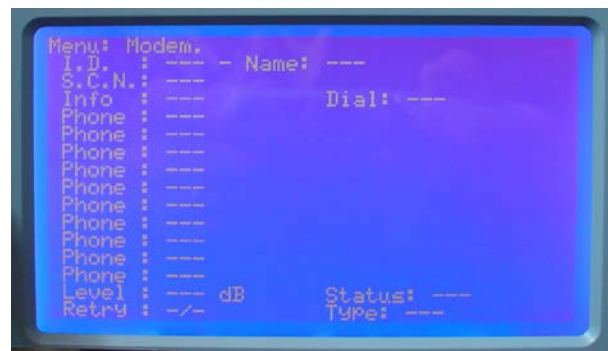 Menu: Modem.
I.D. : --- - Name: ---
S.C.N.: ---
Info : --- Dial: ---
Phone : ---
Phone : ---
Phone : ---
Phone : ---
Phone : ---
Phone : ---
Phone : ---
Phone : ---
Phone : ---
Phone : ---
Level : --- dB Status: ---
Retry : -/- Type: ---